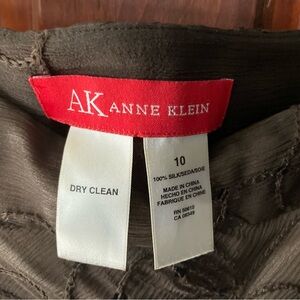 AK ANNE KLEIN
DRY CLEAN
10
100% SILK/SEDA/SOIE
MADE IN CHINA
HECHO EN CHINA
FABRIQUE EN CHINE